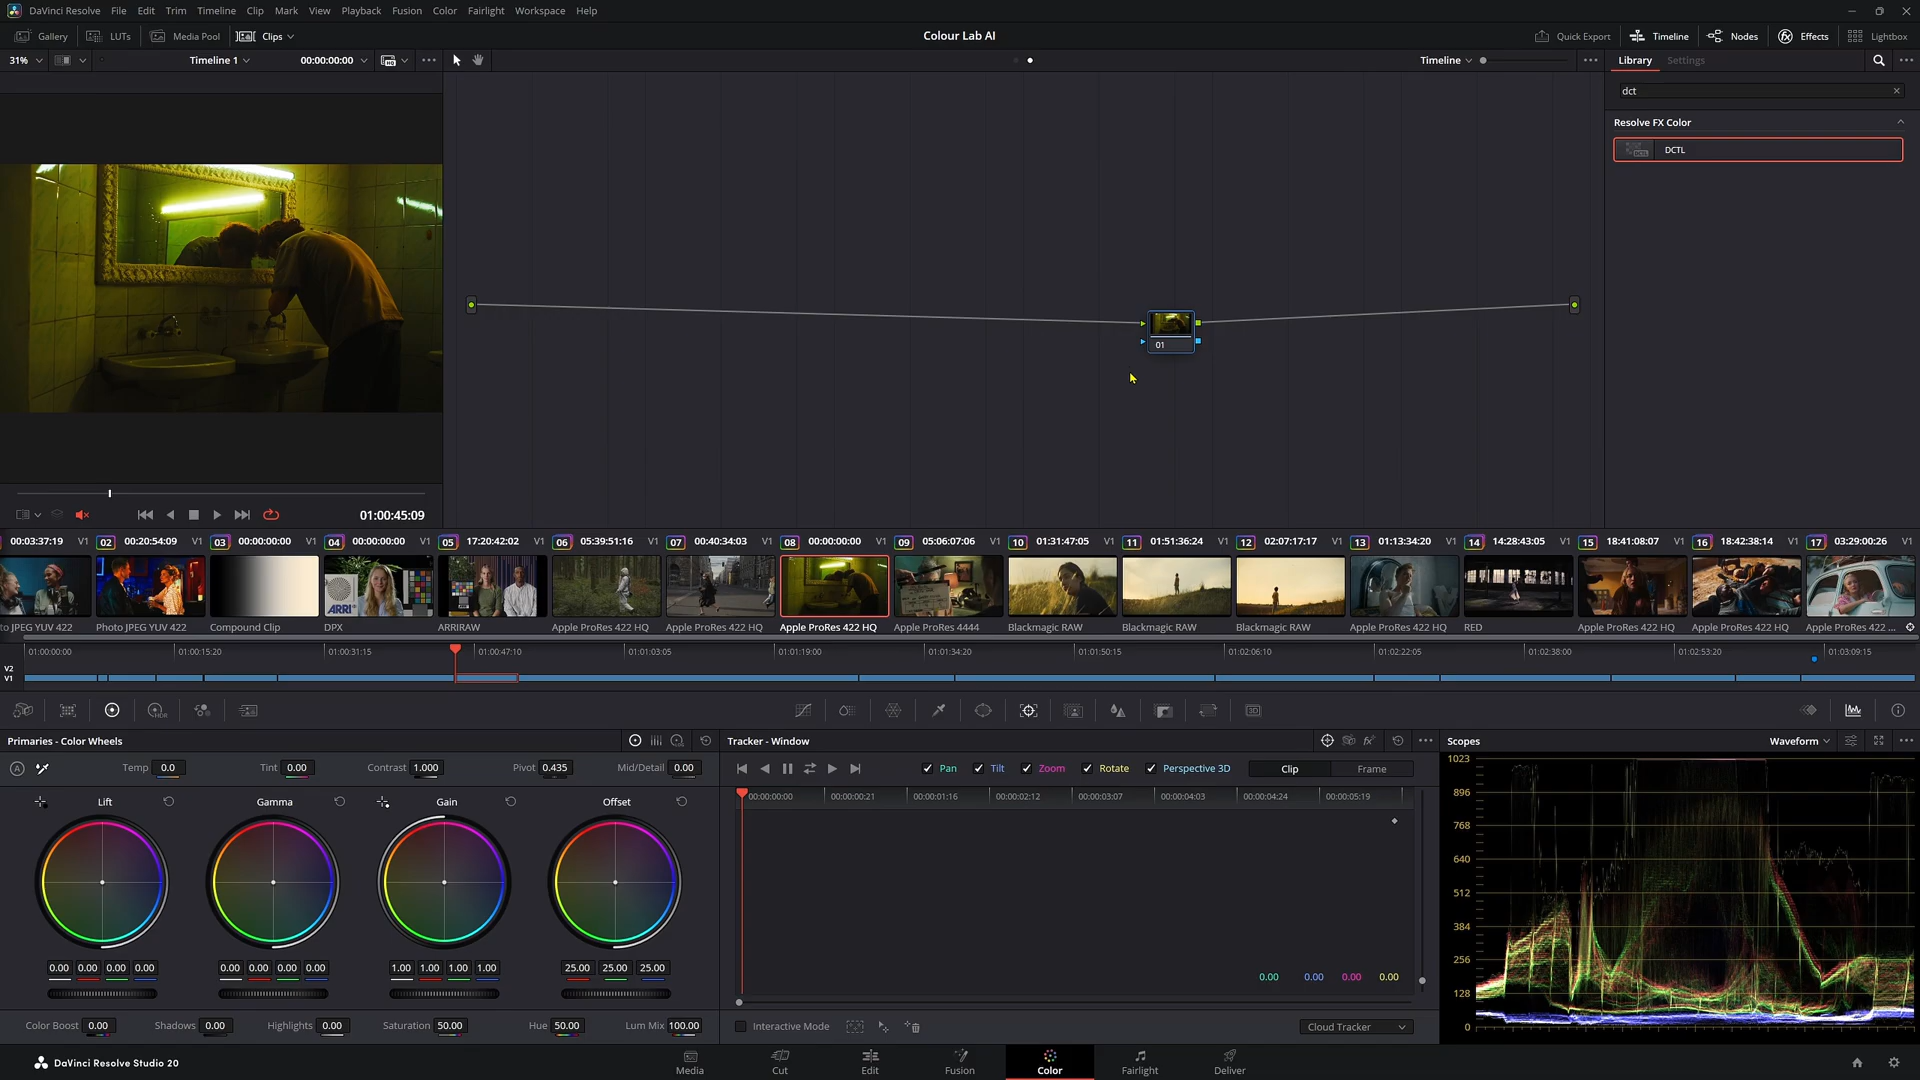 DaVinci Resolve File Edit Trim Timeline Clip Mark View Playback Fusion Color Fairlight Workspace Help
Gallery LUTs Media Pool Clips Colour Lab AI Quick Export Timeline Nodes Effects Lightbox
31% Timeline 1 00:00:00:00 Timeline Library Settings
dct
Resolve FX Color
DCTL DCTL
01
01:00:45:09
00:03:37:19 V1 02 00:20:54:09 V1 03 00:00:00:00 V1 04 00:00:00:00 V1 05 17:20:42:02 V1 06 05:39:51:16 V1 07 00:40:34:03 V1 08 00:00:00:00 V1 09 05:06:07:06 V1 10 01:31:47:05 V1 11 01:51:36:24 V1 12 02:07:17:17 V1 13 01:13:34:20 V1 14 14:28:43:05 V1 15 18:41:08:07 V1 16 18:42:38:14 V1 17 03:29:00:26 V1
ARRI
to JPEG YUV 422 Photo JPEG YUV 422 Compound Clip DPX ARRIRAW Apple ProRes 422 HQ Apple ProRes 422 HQ Apple ProRes 422 HQ Apple ProRes 4444 Blackmagic RAW Blackmagic RAW Blackmagic RAW Apple ProRes 422 HQ RED Apple ProRes 422 HQ Apple ProRes 422 HQ Apple ProRes 422 ...
01:00:00:00 01:00:15:20 01:00:31:15 01:00:47:10 01:01:03:05 01:01:19:00 01:01:34:20 01:01:50:15 01:02:06:10 01:02:22:05 01:02:38:00 01:02:53:20 01:03:09:15
V2
V1
HDR 3D
Primaries - Color Wheels Tracker - Window Scopes Waveform
A Temp 0.0 Tint 0.00 Contrast 1.000 Pivot 0.435 Mid/Detail 0.00 Pan Tilt Zoom Rotate Perspective 3D Clip Frame
Lift Gamma Gain Offset
00:00:00:00 00:00:00:21 00:00:01:16 00:00:02:12 00:00:03:07 00:00:04:03 00:00:04:24 00:00:05:19
1023
896
768
640
512
384
256
128
0
0.00 0.00 0.00 0.00 0.00 0.00 0.00 0.00 1.00 1.00 1.00 1.00 25.00 25.00 25.00
0.00 0.00 0.00 0.00
Color Boost 0.00 Shadows 0.00 Highlights 0.00 Saturation 50.00 Hue 50.00 Lum Mix 100.00 Interactive Mode Cloud Tracker
DaVinci Resolve Studio 20 Media Cut Edit Fusion Color Fairlight Deliver